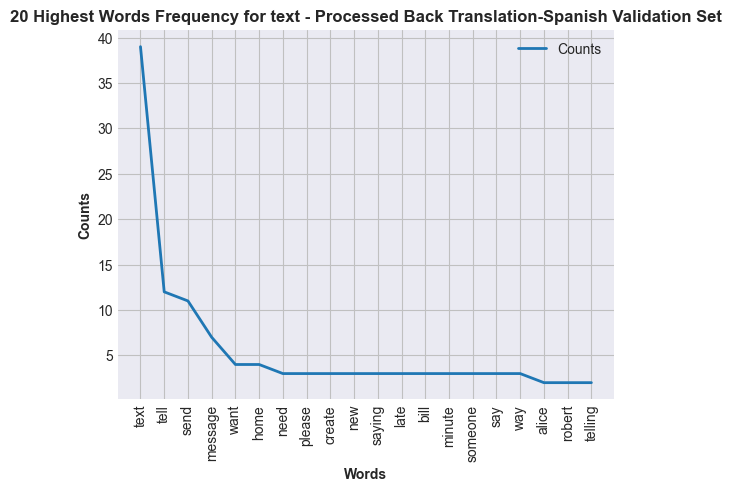 20 Highest Words Frequency for text - Processed Back Translation-Spanish Validation Set
Counts
40
35
30
25
20
15
10
5
Counts
text
tell
send
message
want
home
need
please
create
new
saying
late
bill
minute
someone
say
way
alice
robert
telling
Words